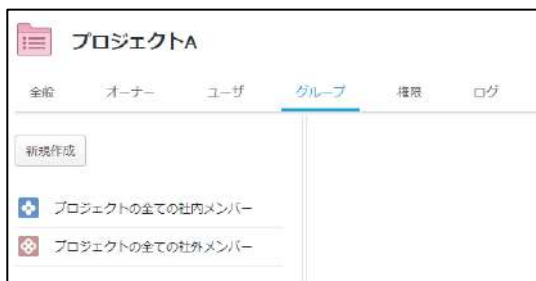 プロジェクトA
全般 オーナー ユーザ グループ 権限 ログ
新規作成
プロジェクトの全ての社内メンバー
プロジェクトの全ての社外メンバー